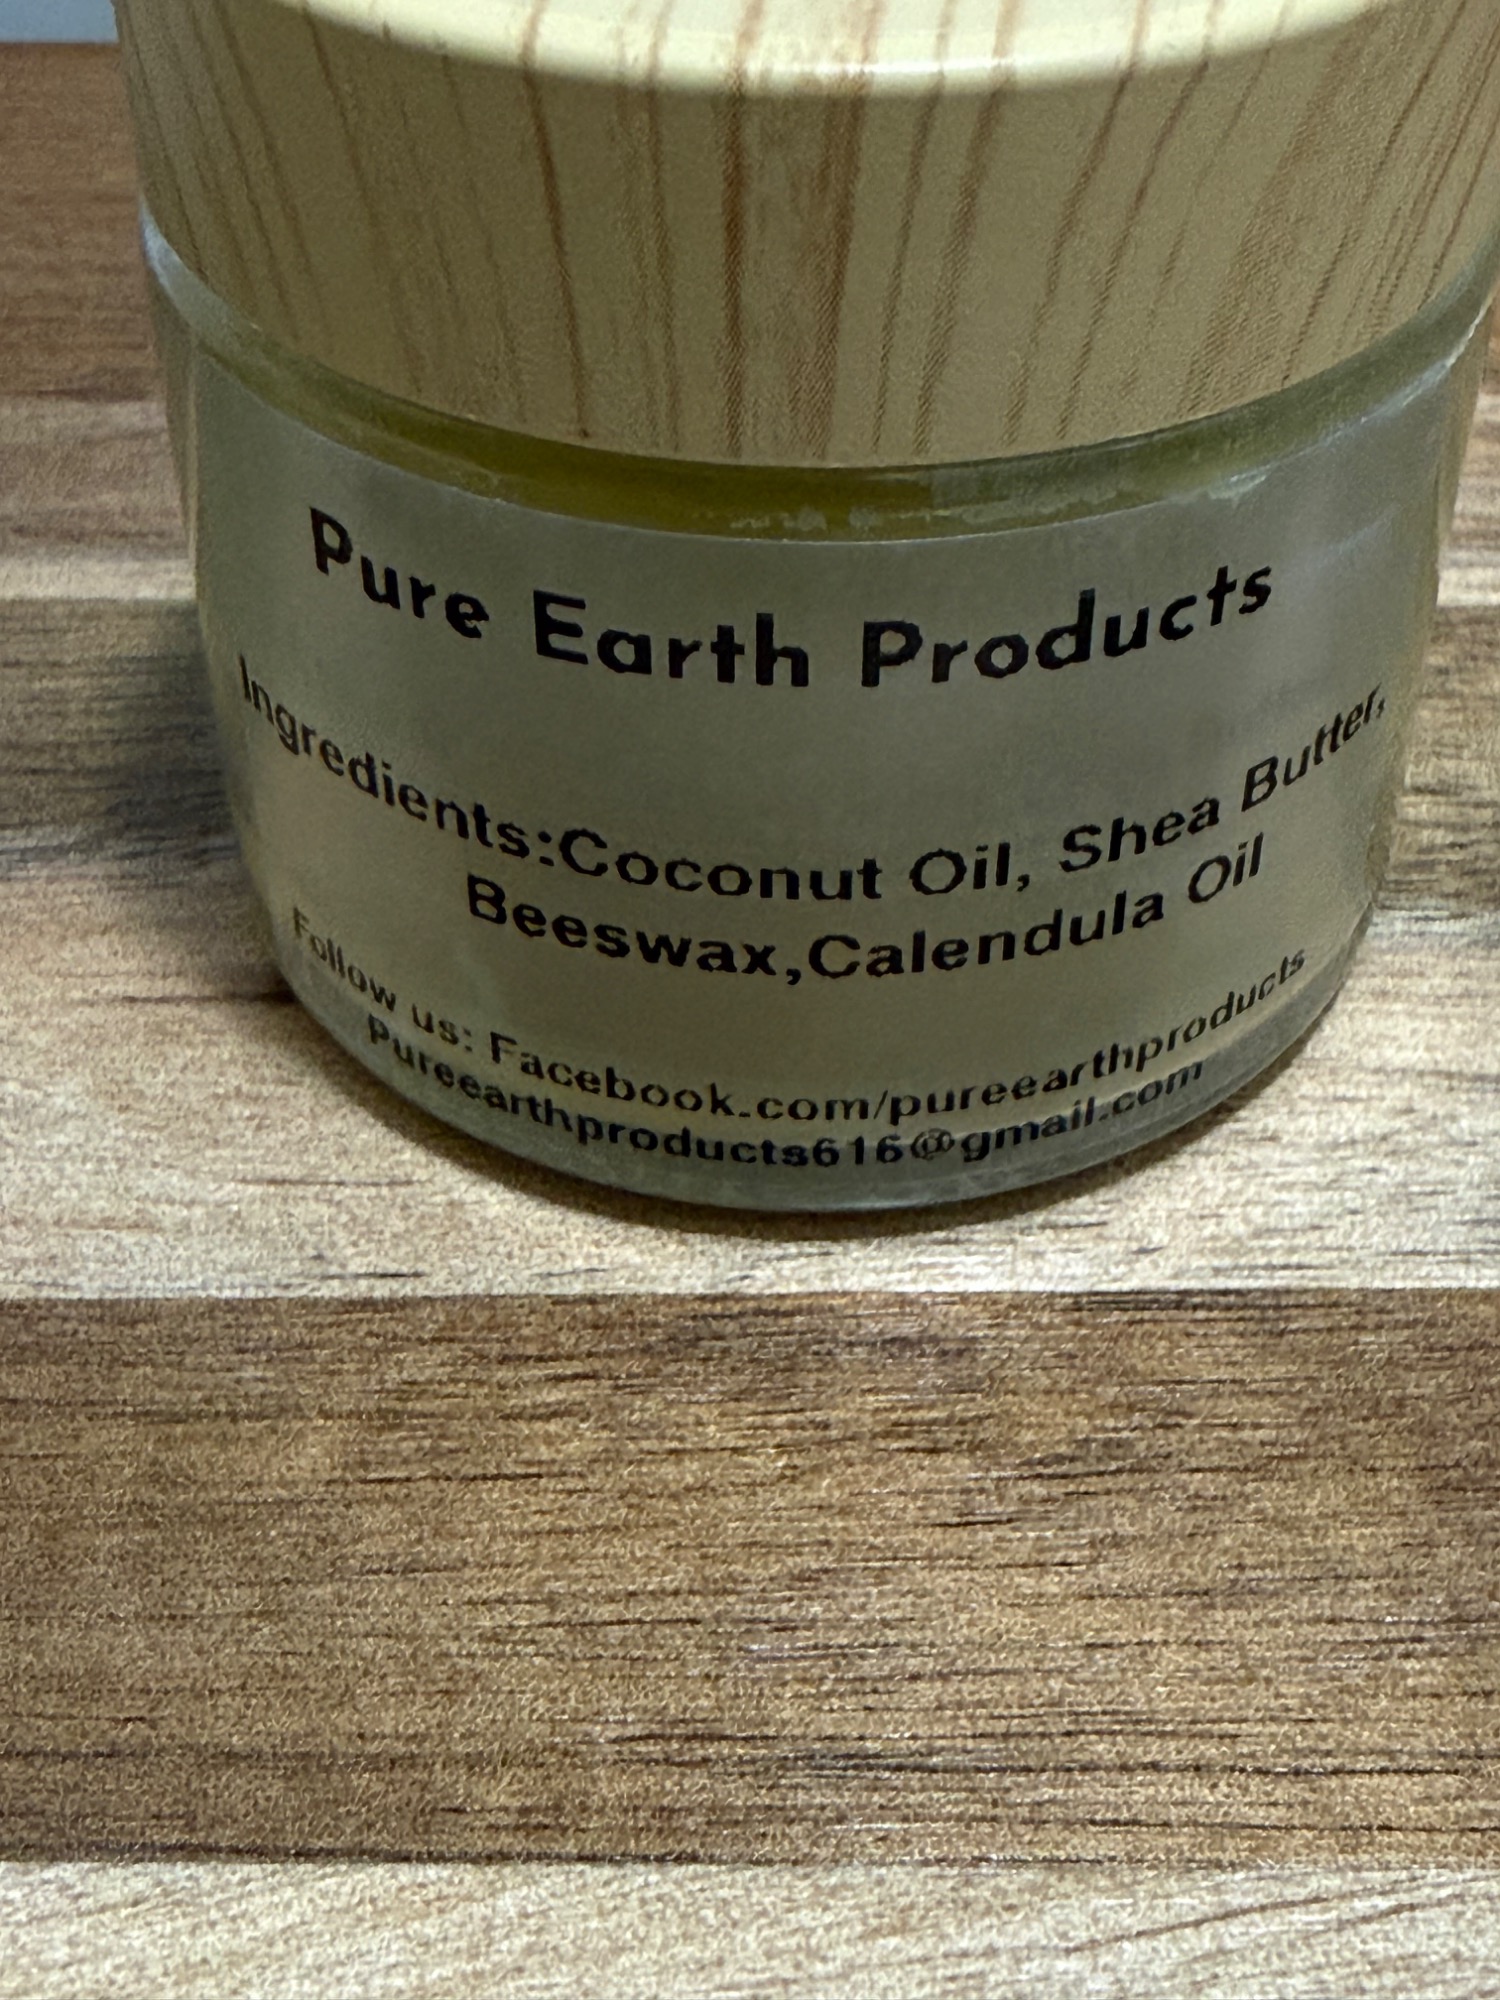 Pure Earth Products
Ingredients:Coconut Oil, Shea Butter,
Beeswax,Calendula Oil
Follow us: Facebook.com/pureearthproducts
Pureearthproducts616@gmail.com